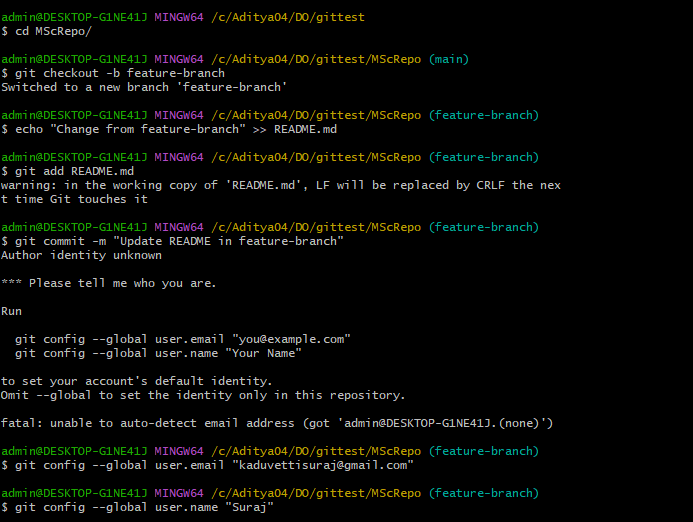 admin@DESKTOP-G1NE41J MINGW64 /c/Aditya04/DO/gittest
$ cd MScRepo/
admin@DESKTOP-G1NE41J MINGW64 /c/Aditya04/DO/gittest/MScRepo (main)
$ git checkout -b feature-branch
Switched to a new branch 'feature-branch'
admin@DESKTOP-G1NE41J MINGW64 /c/Aditya04/DO/gittest/MScRepo (feature-branch)
$ echo "Change from feature-branch" >> README.md
admin@DESKTOP-G1NE41J MINGW64 /c/Aditya04/DO/gittest/MScRepo (feature-branch)
$ git add README.md
warning: in the working copy of 'README.md', LF will be replaced by CRLF the nex
t time Git touches it
admin@DESKTOP-G1NE41J MINGW64 /c/Aditya04/DO/gittest/MScRepo (feature-branch)
$ git commit -m "Update README in feature-branch"
Author identity unknown
*** Please tell me who you are.
Run
  git config --global user.email "you@example.com"
  git config --global user.name "Your Name"
to set your account's default identity.
Omit --global to set the identity only in this repository.
fatal: unable to auto-detect email address (got 'admin@DESKTOP-G1NE41J.(none)')
admin@DESKTOP-G1NE41J MINGW64 /c/Aditya04/DO/gittest/MScRepo (feature-branch)
$ git config --global user.email "kaduvettisuraj@gmail.com"
admin@DESKTOP-G1NE41J MINGW64 /c/Aditya04/DO/gittest/MScRepo (feature-branch)
$ git config --global user.name "Suraj"